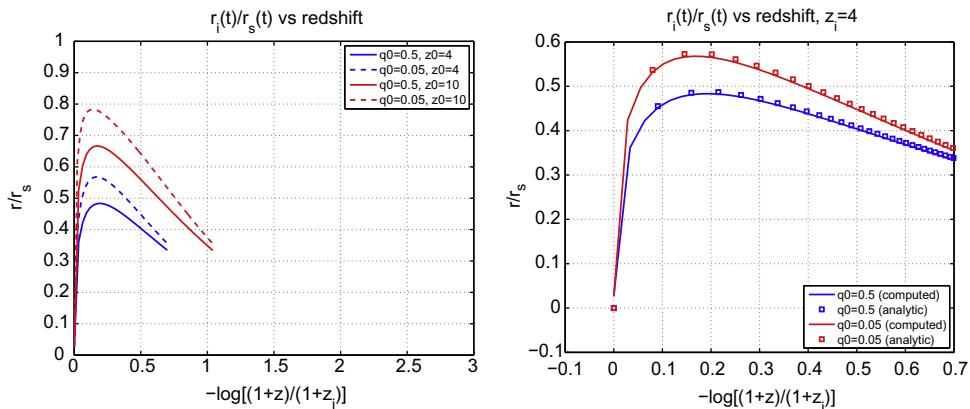 r_i(t)/r_s(t) vs redshift
1
0.9
0.8
0.7
0.6
0.5
0.4
0.3
0.2
0.1
0
r/r_s
q0=0.5, z0=4
q0=0.05, z0=4
q0=0.5, z0=10
q0=0.05, z0=10
0 0.5 1 1.5 2 2.5 3
−log[(1+z)/(1+z_i)]
r_i(t)/r_s(t) vs redshift, z_i=4
0.6
0.5
0.4
0.3
0.2
0.1
0
−0.1
r/r_s
q0=0.5 (computed)
q0=0.5 (analytic)
q0=0.05 (computed)
q0=0.05 (analytic)
−0.1 0 0.1 0.2 0.3 0.4 0.5 0.6 0.7
−log[(1+z)/(1+z_i)]